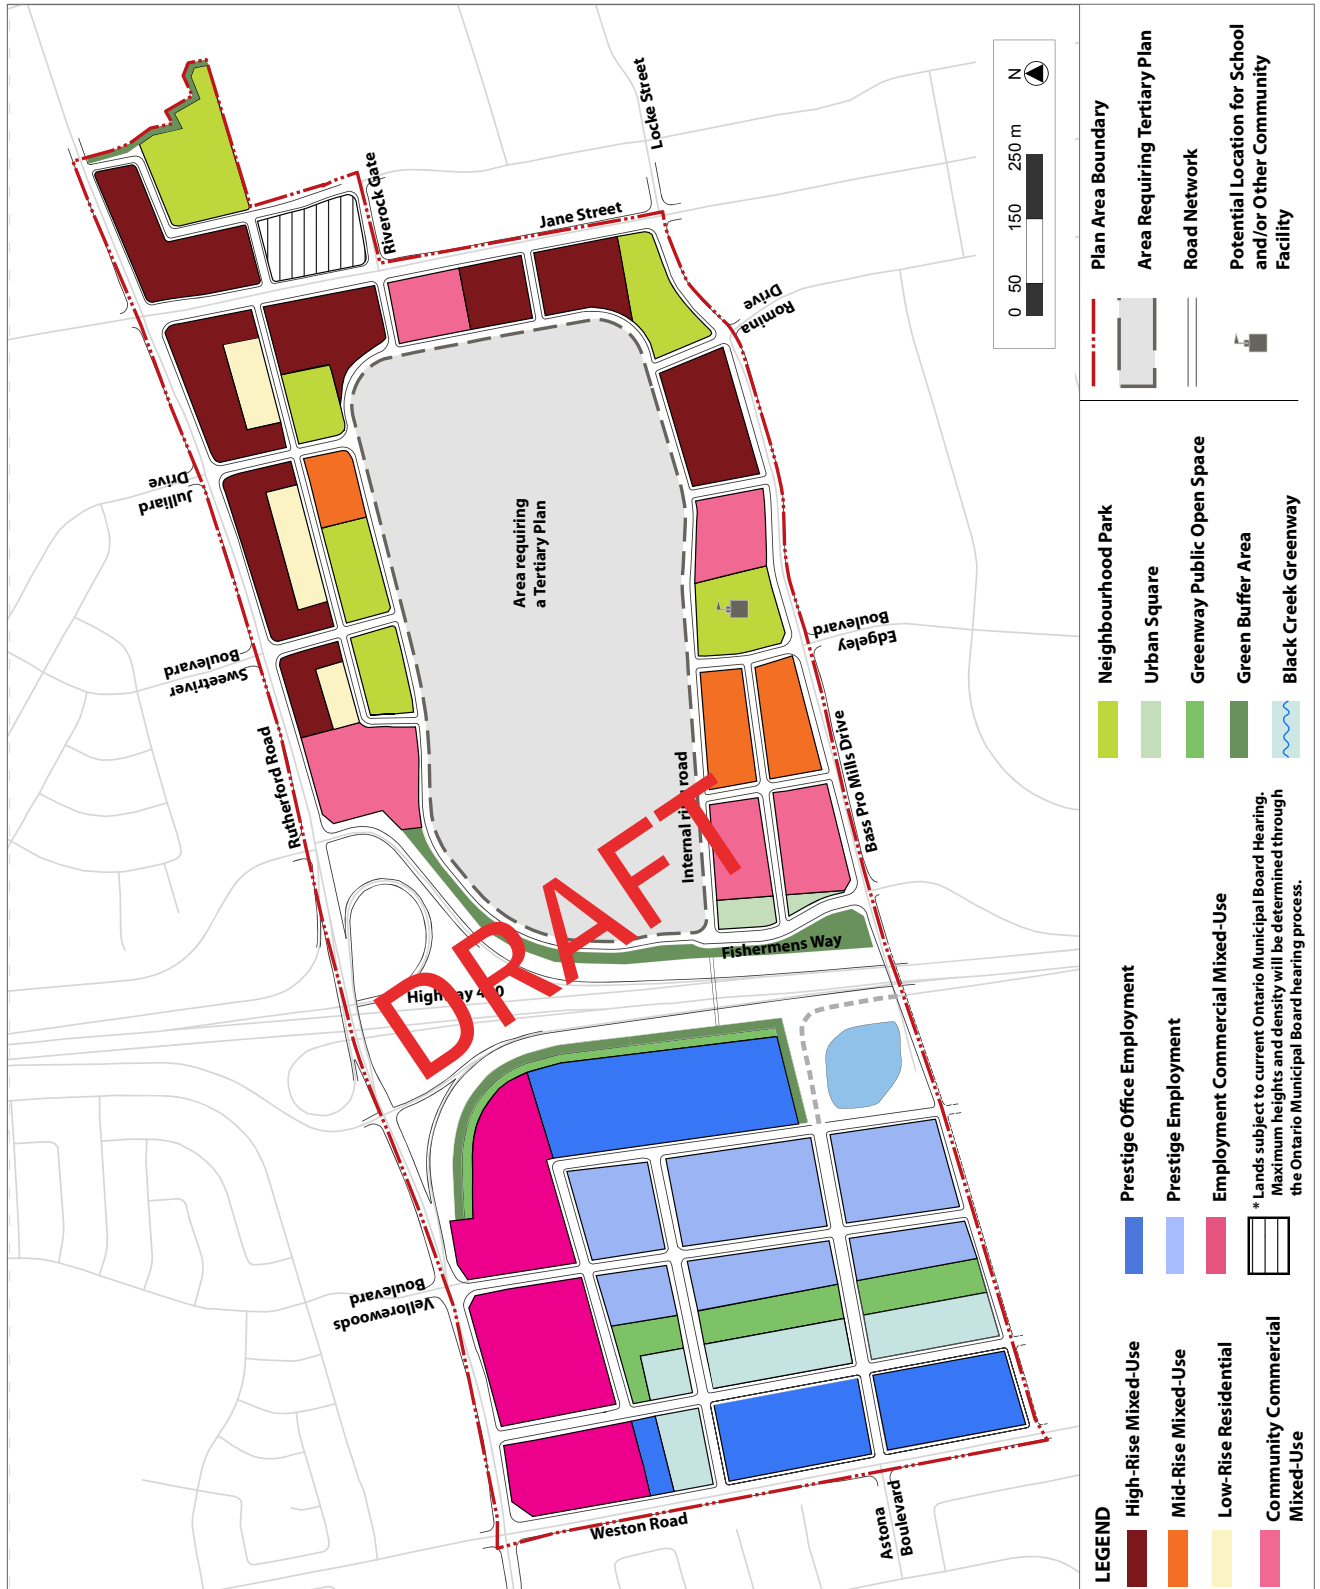 Locke Street
Riverock Gate
Jane Street
Romina
Drive
Julliard
Drive
Area requiring
a Tertiary Plan
Sweetriver
Boulevard
Edgeley
Boulevard
Rutherford Road
Internal ring road
Bass Pro Mills Drive
Fishermens Way
Highway 400
DRAFT
Vellorewoods
Boulevard
Weston Road
Astona
Boulevard
0 50 150 250 m
N
LEGEND
High-Rise Mixed-Use
Mid-Rise Mixed-Use
Low-Rise Residential
Community Commercial
Mixed-Use
Prestige Office Employment
Prestige Employment
Employment Commercial Mixed-Use
* Lands subject to current Ontario Municipal Board Hearing.
Maximum heights and density will be determined through
the Ontario Municipal Board hearing process.
Neighbourhood Park
Urban Square
Greenway Public Open Space
Green Buffer Area
Black Creek Greenway
Plan Area Boundary
Area Requiring Tertiary Plan
Road Network
Potential Location for School
and/or Other Community
Facility